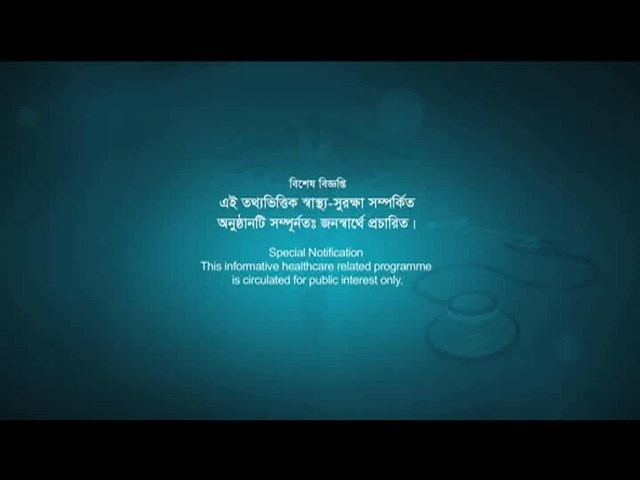 বিশেষ বিজ্ঞপ্তি
এই তথ্যভিত্তিক স্বাস্থ্য-সুরক্ষা সম্পর্কিত
অনুষ্ঠানটি সম্পূর্নতঃ জনস্বার্থে প্রচারিত।
Special Notification
This informative healthcare related programme
is circulated for public interest only.